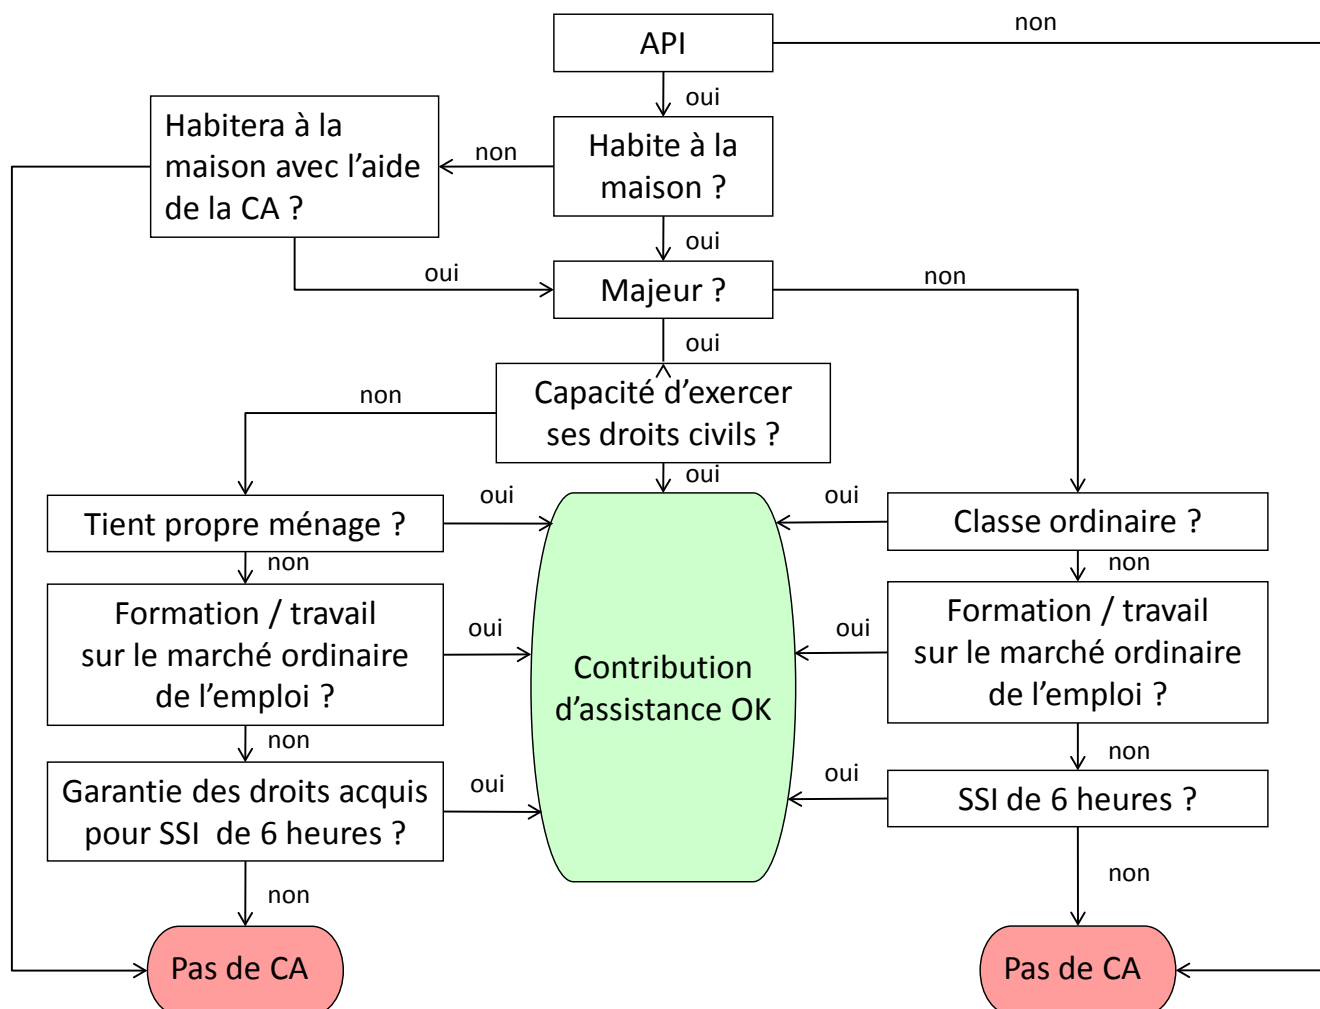 API
non
oui
Habitera à la
maison avec l’aide
de la CA ?
non
Habite à la
maison ?
oui
oui
Majeur ?
non
oui
non
Capacité d’exercer
ses droits civils ?
oui
Tient propre ménage ?
oui
oui
Classe ordinaire ?
non
non
Formation / travail
sur le marché ordinaire
de l’emploi ?
oui
Contribution
d’assistance OK
oui
Formation / travail
sur le marché ordinaire
de l’emploi ?
non
non
Garantie des droits acquis
pour SSI  de 6 heures ?
oui
oui
SSI de 6 heures ?
non
non
Pas de CA
Pas de CA